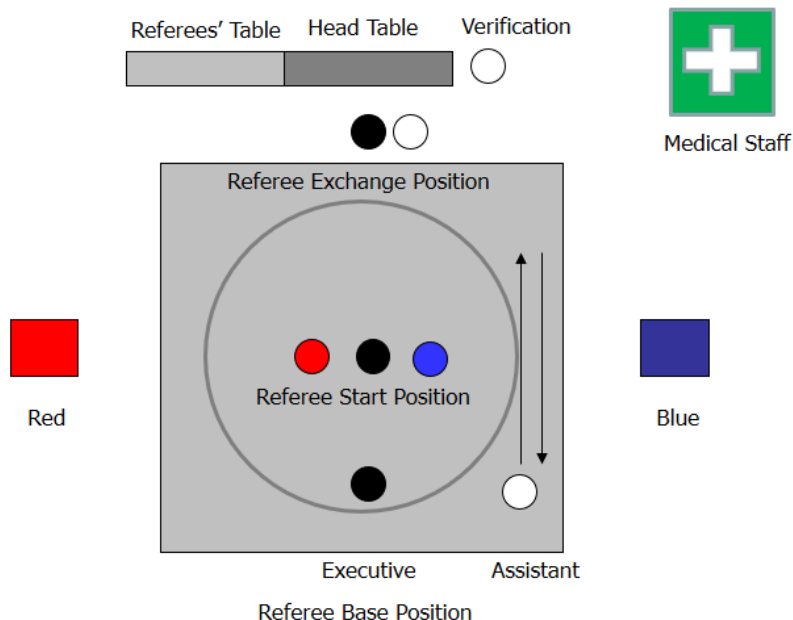 Referees’ Table
Head Table
Verification
Medical Staff
Referee Exchange Position
Referee Start Position
Red
Blue
Executive
Assistant
Referee Base Position